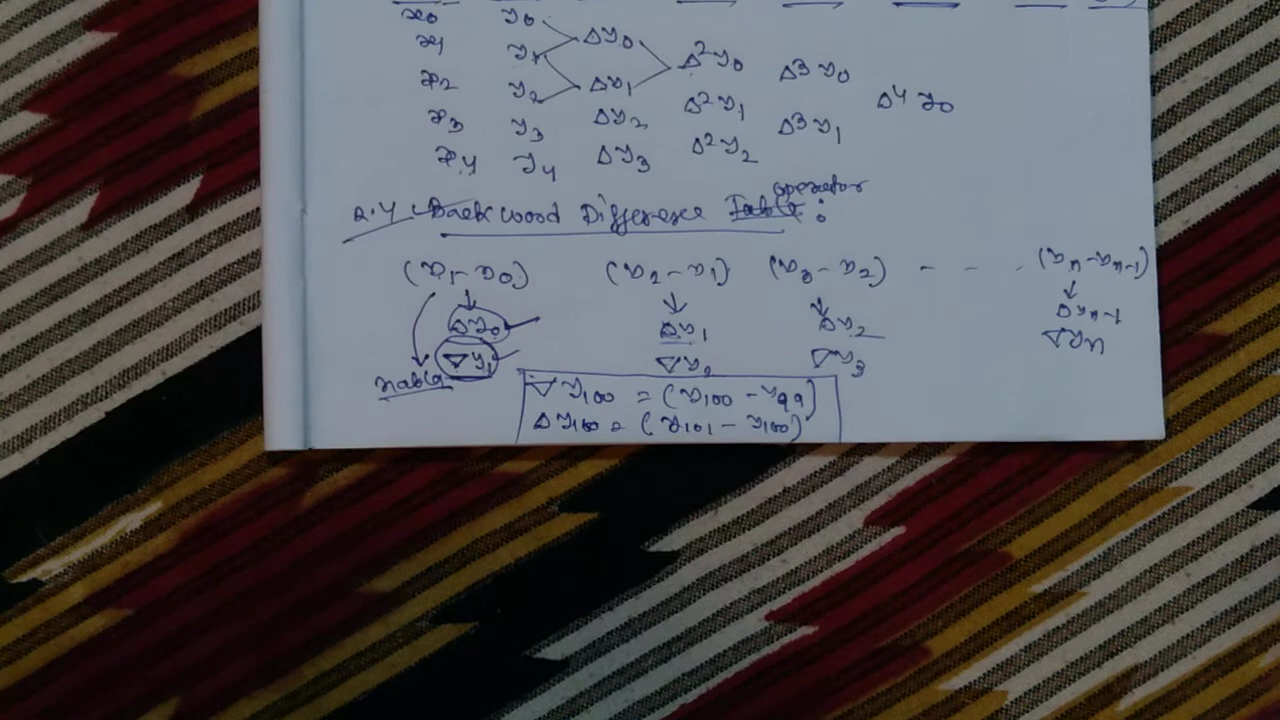 x0 y0
Δy0
x1 y1 Δ²y0 Δ³y0
x2 y2 Δy1 Δ²y1 Δ⁴y0
x3 y3 Δy2 Δ³y1
x4 y4 Δy3 Δ²y2
2.4 Backward Difference Table operator :
(y1 - y0) (y2 - y1) (y3 - y2) - - - (yn - yn-1)
Δy0 Δy1 Δy2 Δyn-1
∇y1 ∇y2 ∇y3 ∇yn
nabla
∇y100 = (y100 - y99)
Δy100 = (y101 - y100)